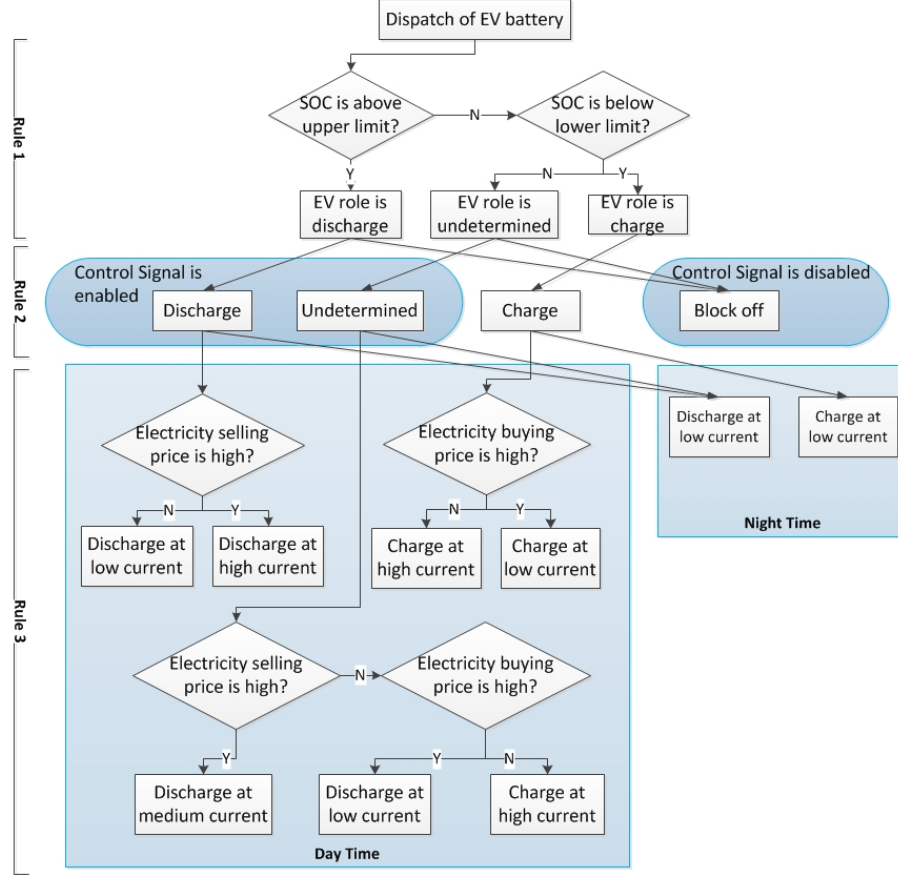 Dispatch of EV battery
Rule 1
SOC is above
upper limit?
N
SOC is below
lower limit?
Y
N
Y
EV role is
discharge
EV role is
undetermined
EV role is
charge
Rule 2
Control Signal is
enabled
Discharge
Undetermined
Charge
Control Signal is disabled
Block off
Rule 3
Electricity selling
price is high?
Electricity buying
price is high?
Discharge at
low current
Charge at
low current
Night Time
N
Y
N
Y
Discharge at
low current
Discharge at
high current
Charge at
high current
Charge at
low current
Electricity selling
price is high?
N
Electricity buying
price is high?
Y
Y
N
Discharge at
medium current
Discharge at
low current
Charge at
high current
Day Time